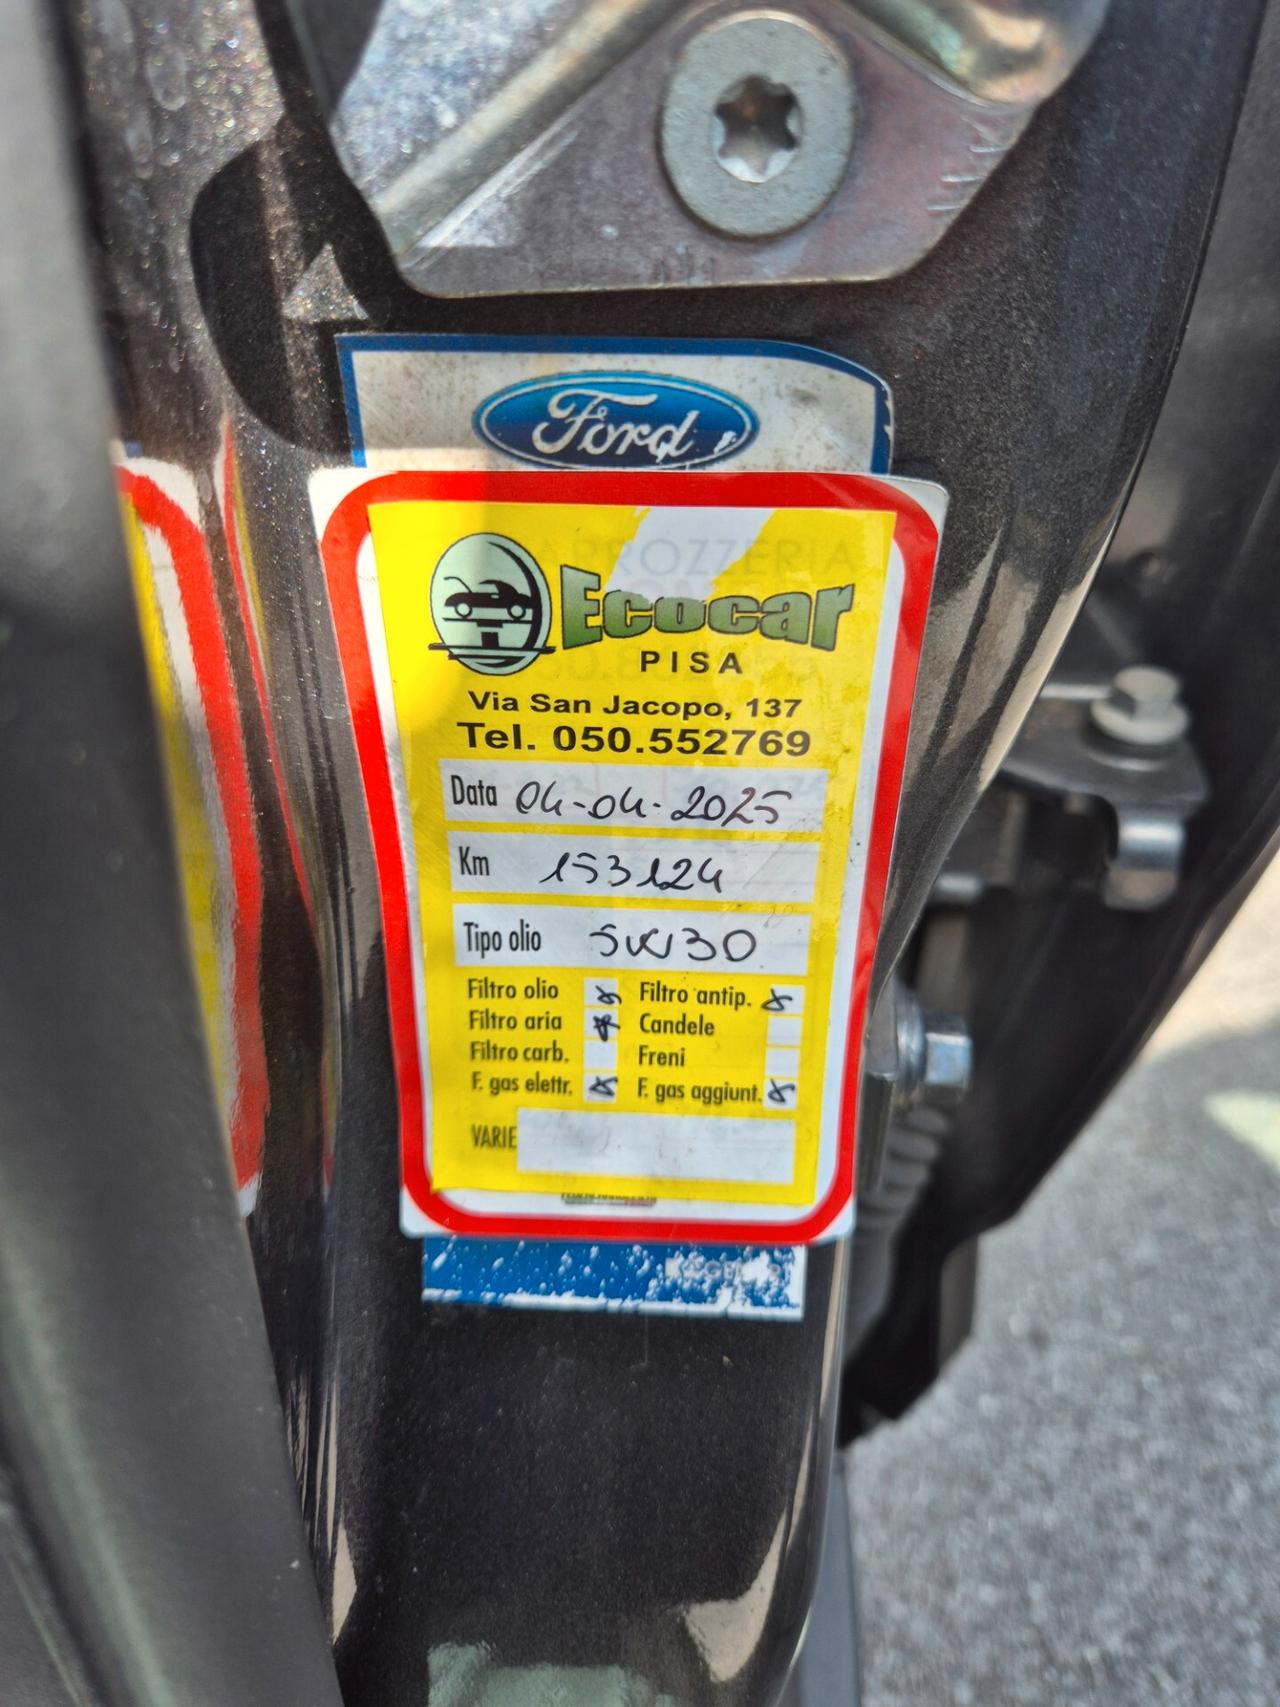 Ford
CARROZZERIA
Ecocar
PISA
Via San Jacopo, 137
Tel. 050.552769
Data 04-04-2025
Km 153124
Tipo olio 5W30
Filtro olio x Filtro antip. x
Filtro aria x Candele
Filtro carb. Freni
F. gas elettr. x F. gas aggiunt. x
VARIE